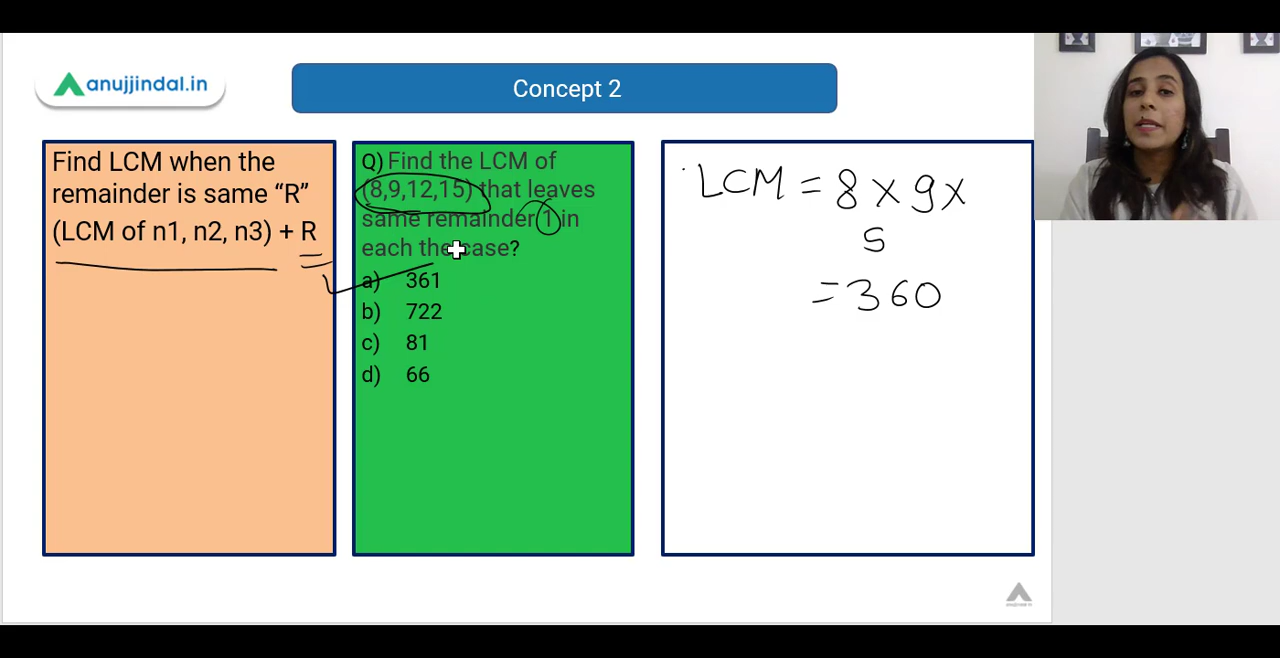 anujjindal.in
Concept 2
Find LCM when the
remainder is same “R”
(LCM of n1, n2, n3) + R
Q) Find the LCM of
(8,9,12,15) that leaves
same remainder 1 in
each the case?
a) 361
b) 722
c) 81
d) 66
LCM = 8 x 9 x
5
= 360